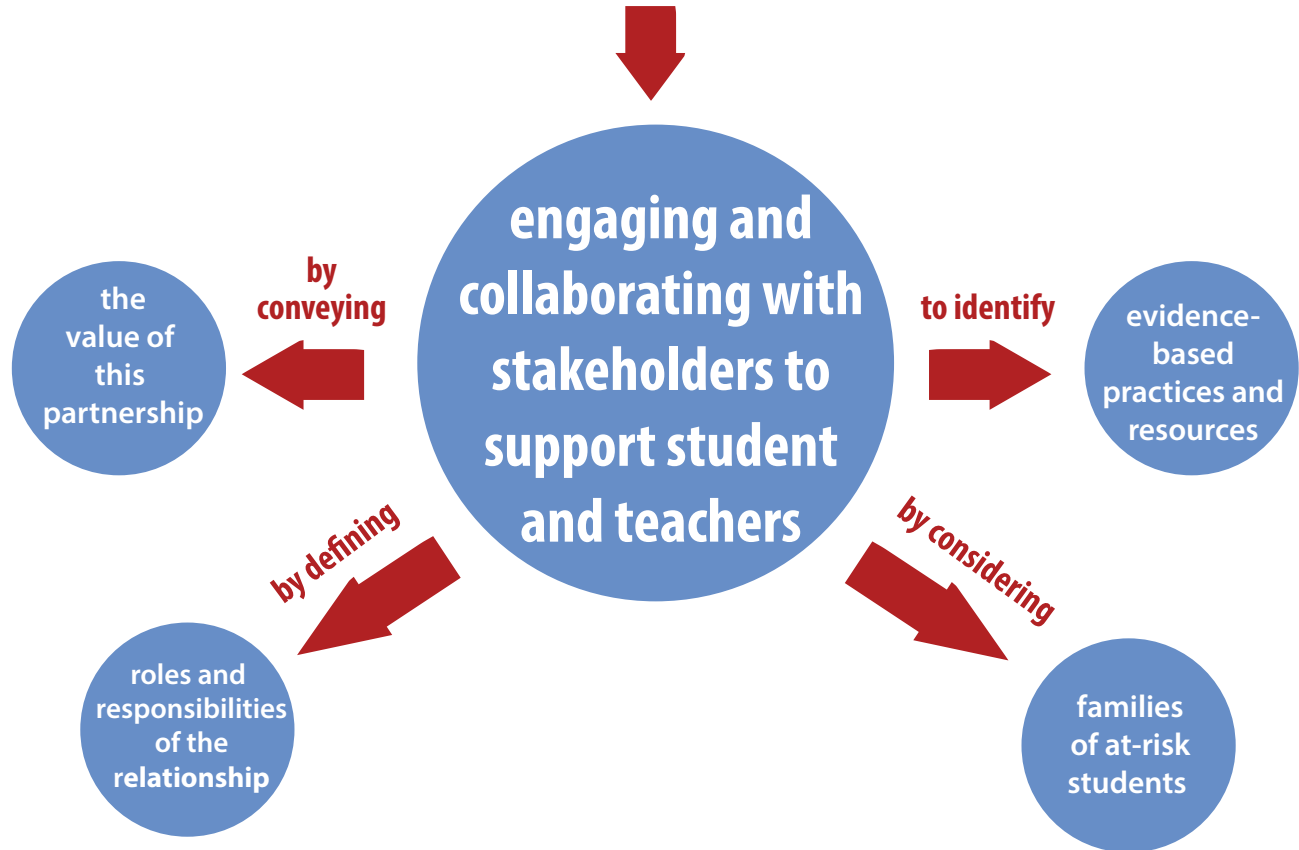 engaging and
collaborating with
stakeholders to
support student
and teachers
by
conveying
the
value of
this
partnership
to identify
evidence-
based
practices and
resources
by defining
roles and
responsibilities
of the
relationship
by considering
families
of at-risk
students